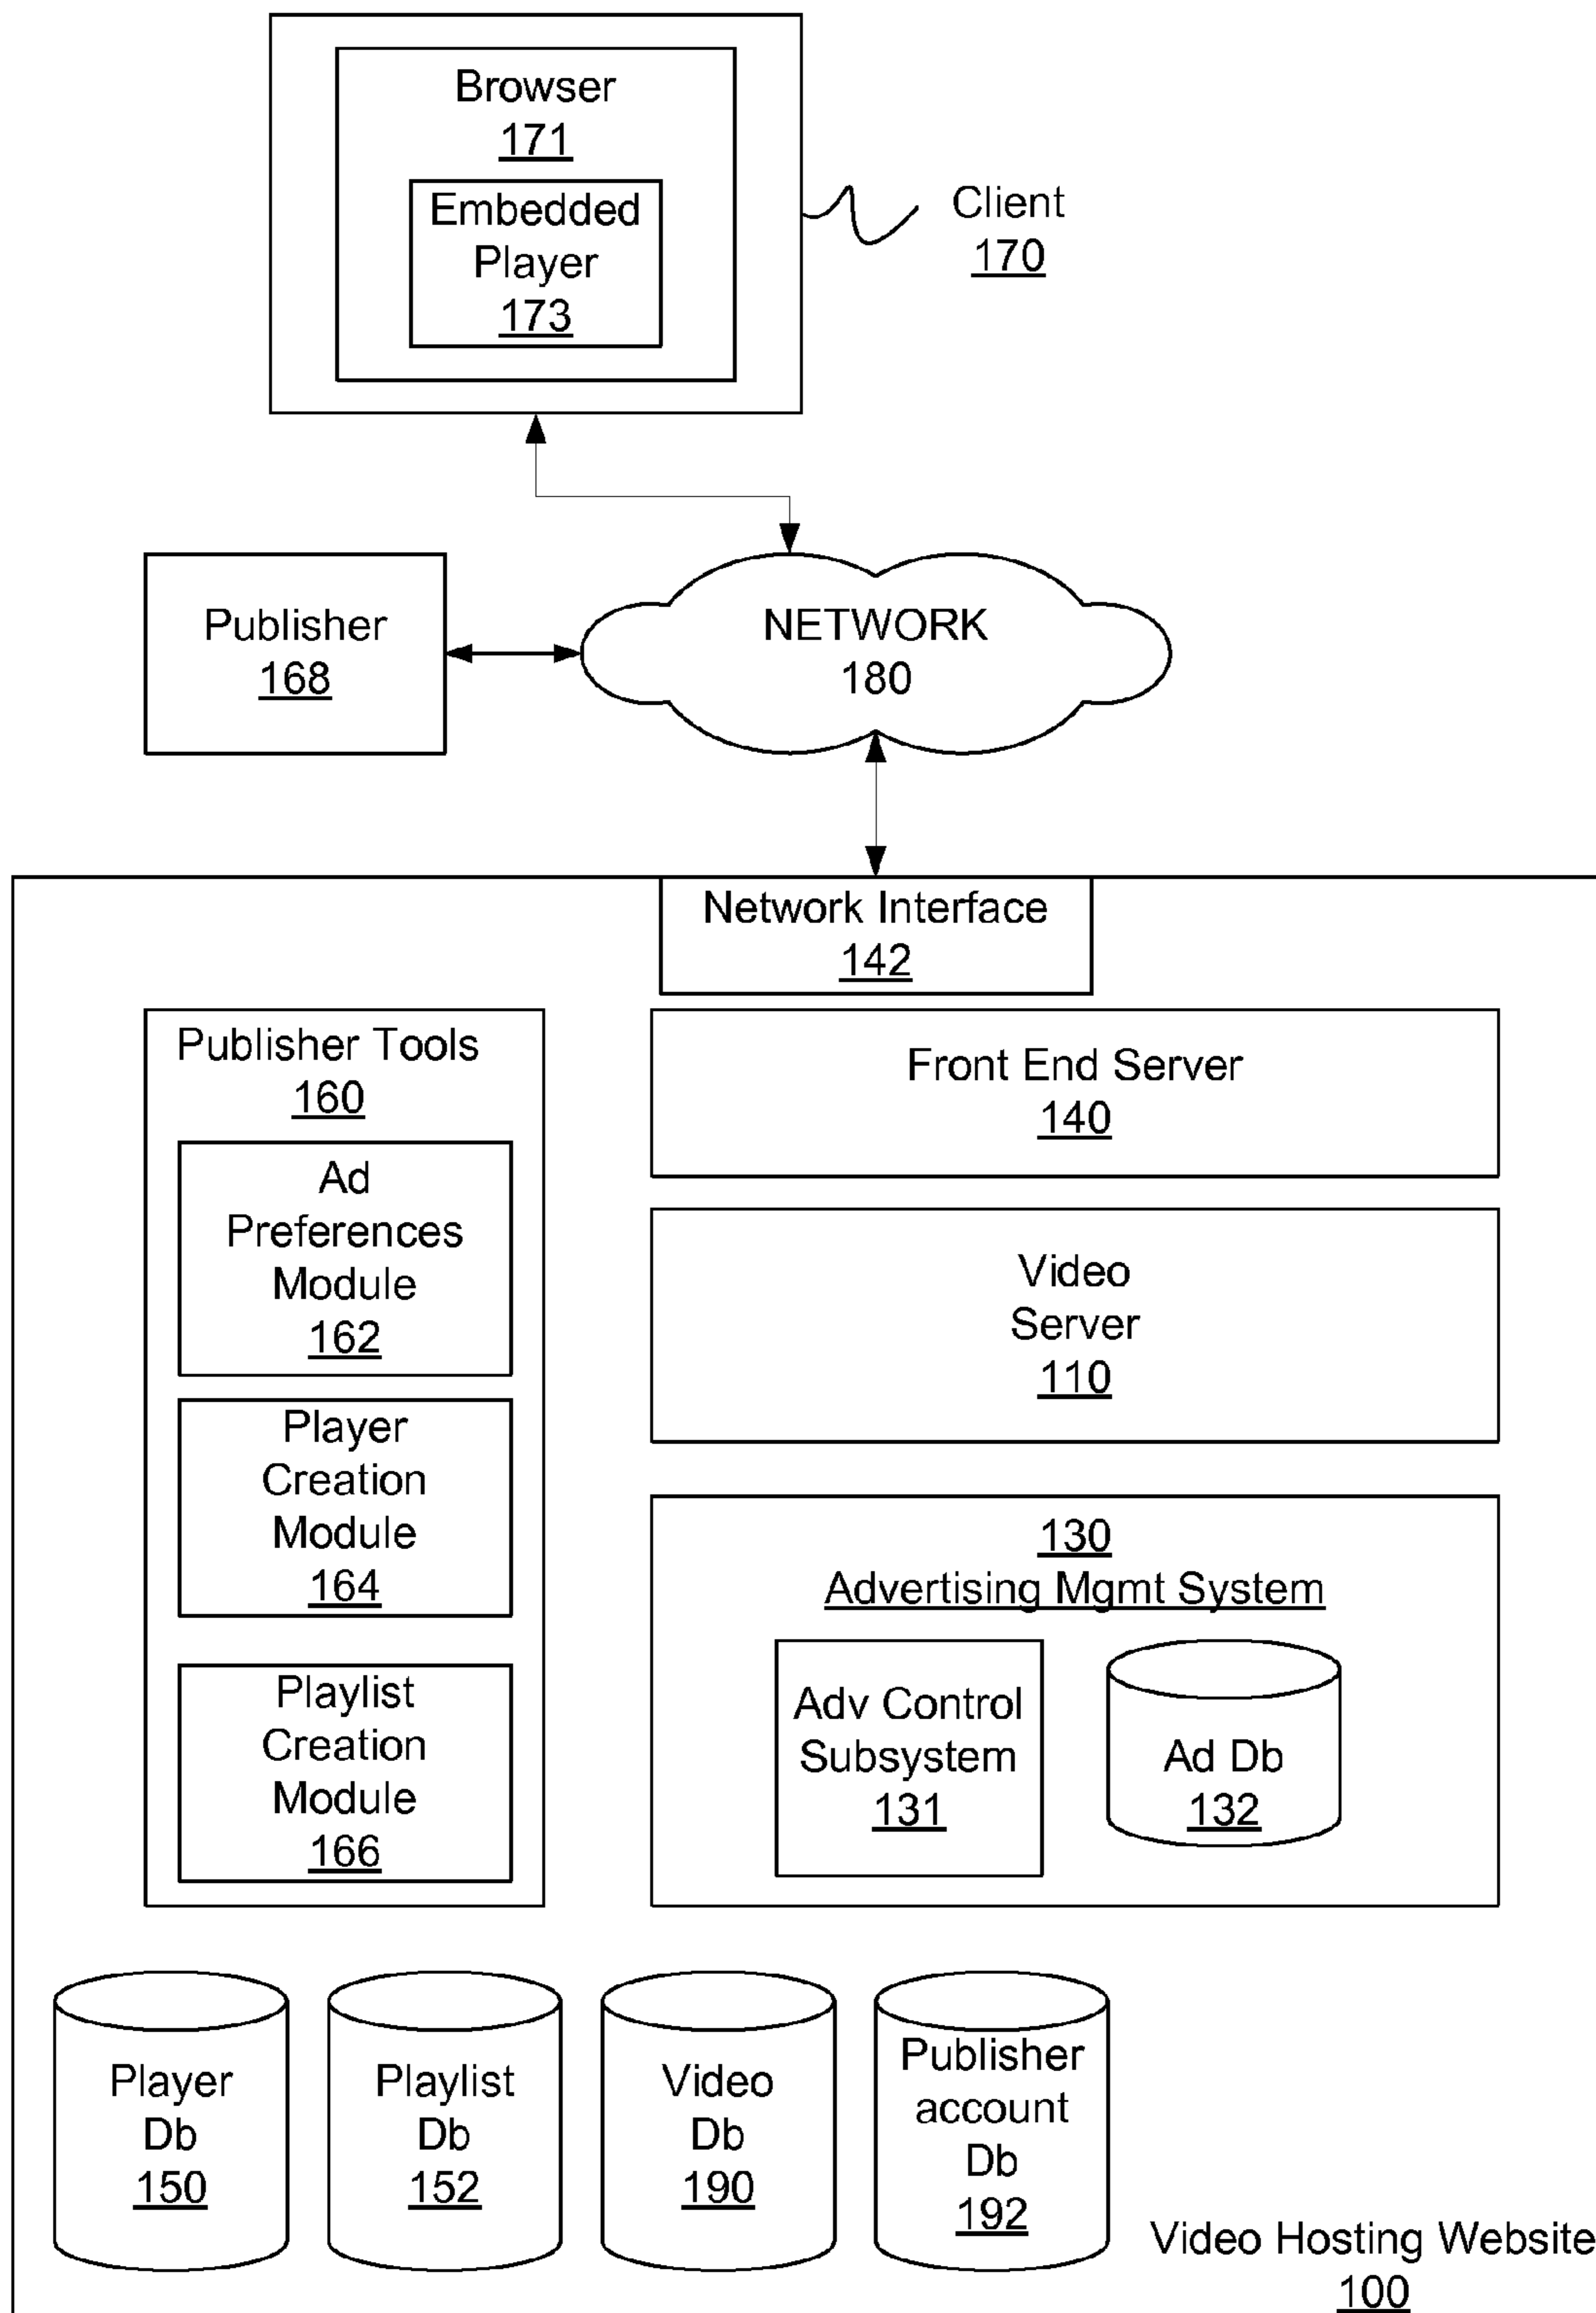 Browser
171
Embedded
Player
173
Client
170
Publisher
168
NETWORK
180
Network Interface
142
Publisher Tools
160
Ad
Preferences
Module
162
Player
Creation
Module
164
Playlist
Creation
Module
166
Front End Server
140
Video
Server
110
130
Advertising Mgmt System
Adv Control
Subsystem
131
Ad Db
132
Player
Db
150
Playlist
Db
152
Video
Db
190
Publisher
account
Db
192
Video Hosting Website
100